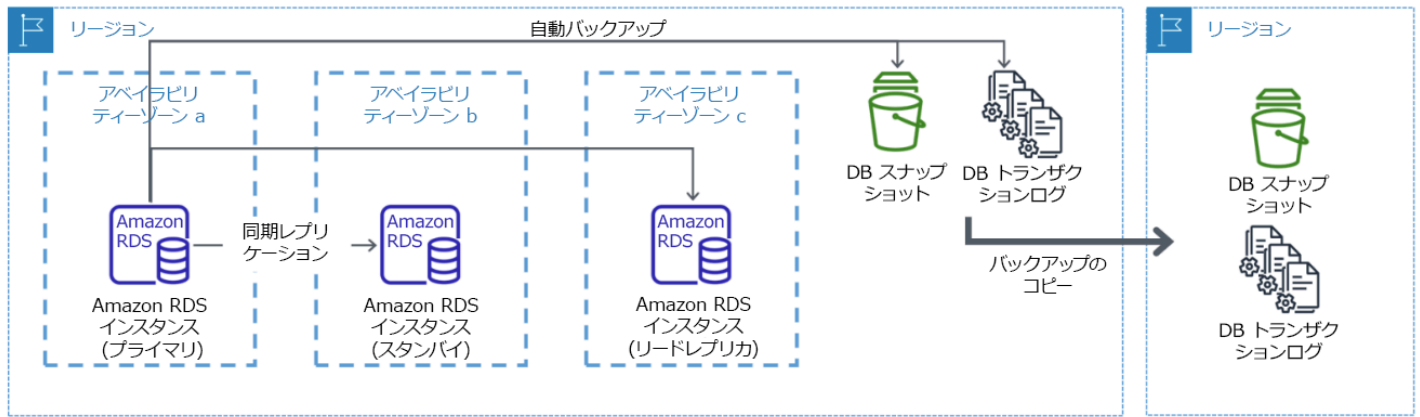 リージョン
自動バックアップ
リージョン
アベイラビリ
ティーゾーン a
アベイラビリ
ティーゾーン b
アベイラビリ
ティーゾーン c
DB スナップ
ショット
DB トランザク
ションログ
DB スナップ
ショット
Amazon
RDS
同期レプリ
ケーション
Amazon
RDS
Amazon
RDS
バックアップの
コピー
Amazon RDS
インスタンス
(プライマリ)
Amazon RDS
インスタンス
(スタンバイ)
Amazon RDS
インスタンス
(リードレプリカ)
DB トランザク
ションログ